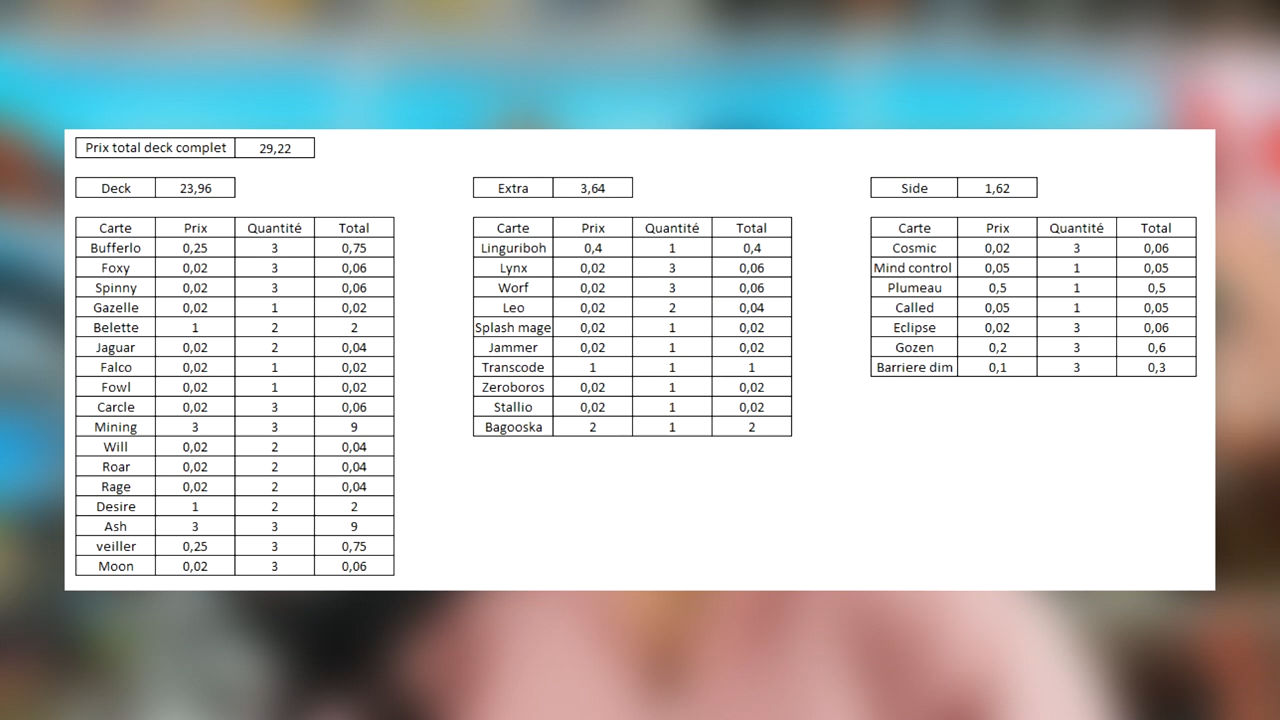 Prix total deck complet 29,22
Deck 23,96
Carte Prix Quantité Total
Bufferlo 0,25 3 0,75
Foxy 0,02 3 0,06
Spinny 0,02 3 0,06
Gazelle 0,02 1 0,02
Belette 1 2 2
Jaguar 0,02 2 0,04
Falco 0,02 1 0,02
Fowl 0,02 1 0,02
Carcle 0,02 3 0,06
Mining 3 3 9
Will 0,02 2 0,04
Roar 0,02 2 0,04
Rage 0,02 2 0,04
Desire 1 2 2
Ash 3 3 9
veiller 0,25 3 0,75
Moon 0,02 3 0,06
Extra 3,64
Carte Prix Quantité Total
Linguriboh 0,4 1 0,4
Lynx 0,02 3 0,06
Worf 0,02 3 0,06
Leo 0,02 2 0,04
Splash mage 0,02 1 0,02
Jammer 0,02 1 0,02
Transcode 1 1 1
Zeroboros 0,02 1 0,02
Stallio 0,02 1 0,02
Bagooska 2 1 2
Side 1,62
Carte Prix Quantité Total
Cosmic 0,02 3 0,06
Mind control 0,05 1 0,05
Plumeau 0,5 1 0,5
Called 0,05 1 0,05
Eclipse 0,02 3 0,06
Gozen 0,2 3 0,6
Barriere dim 0,1 3 0,3